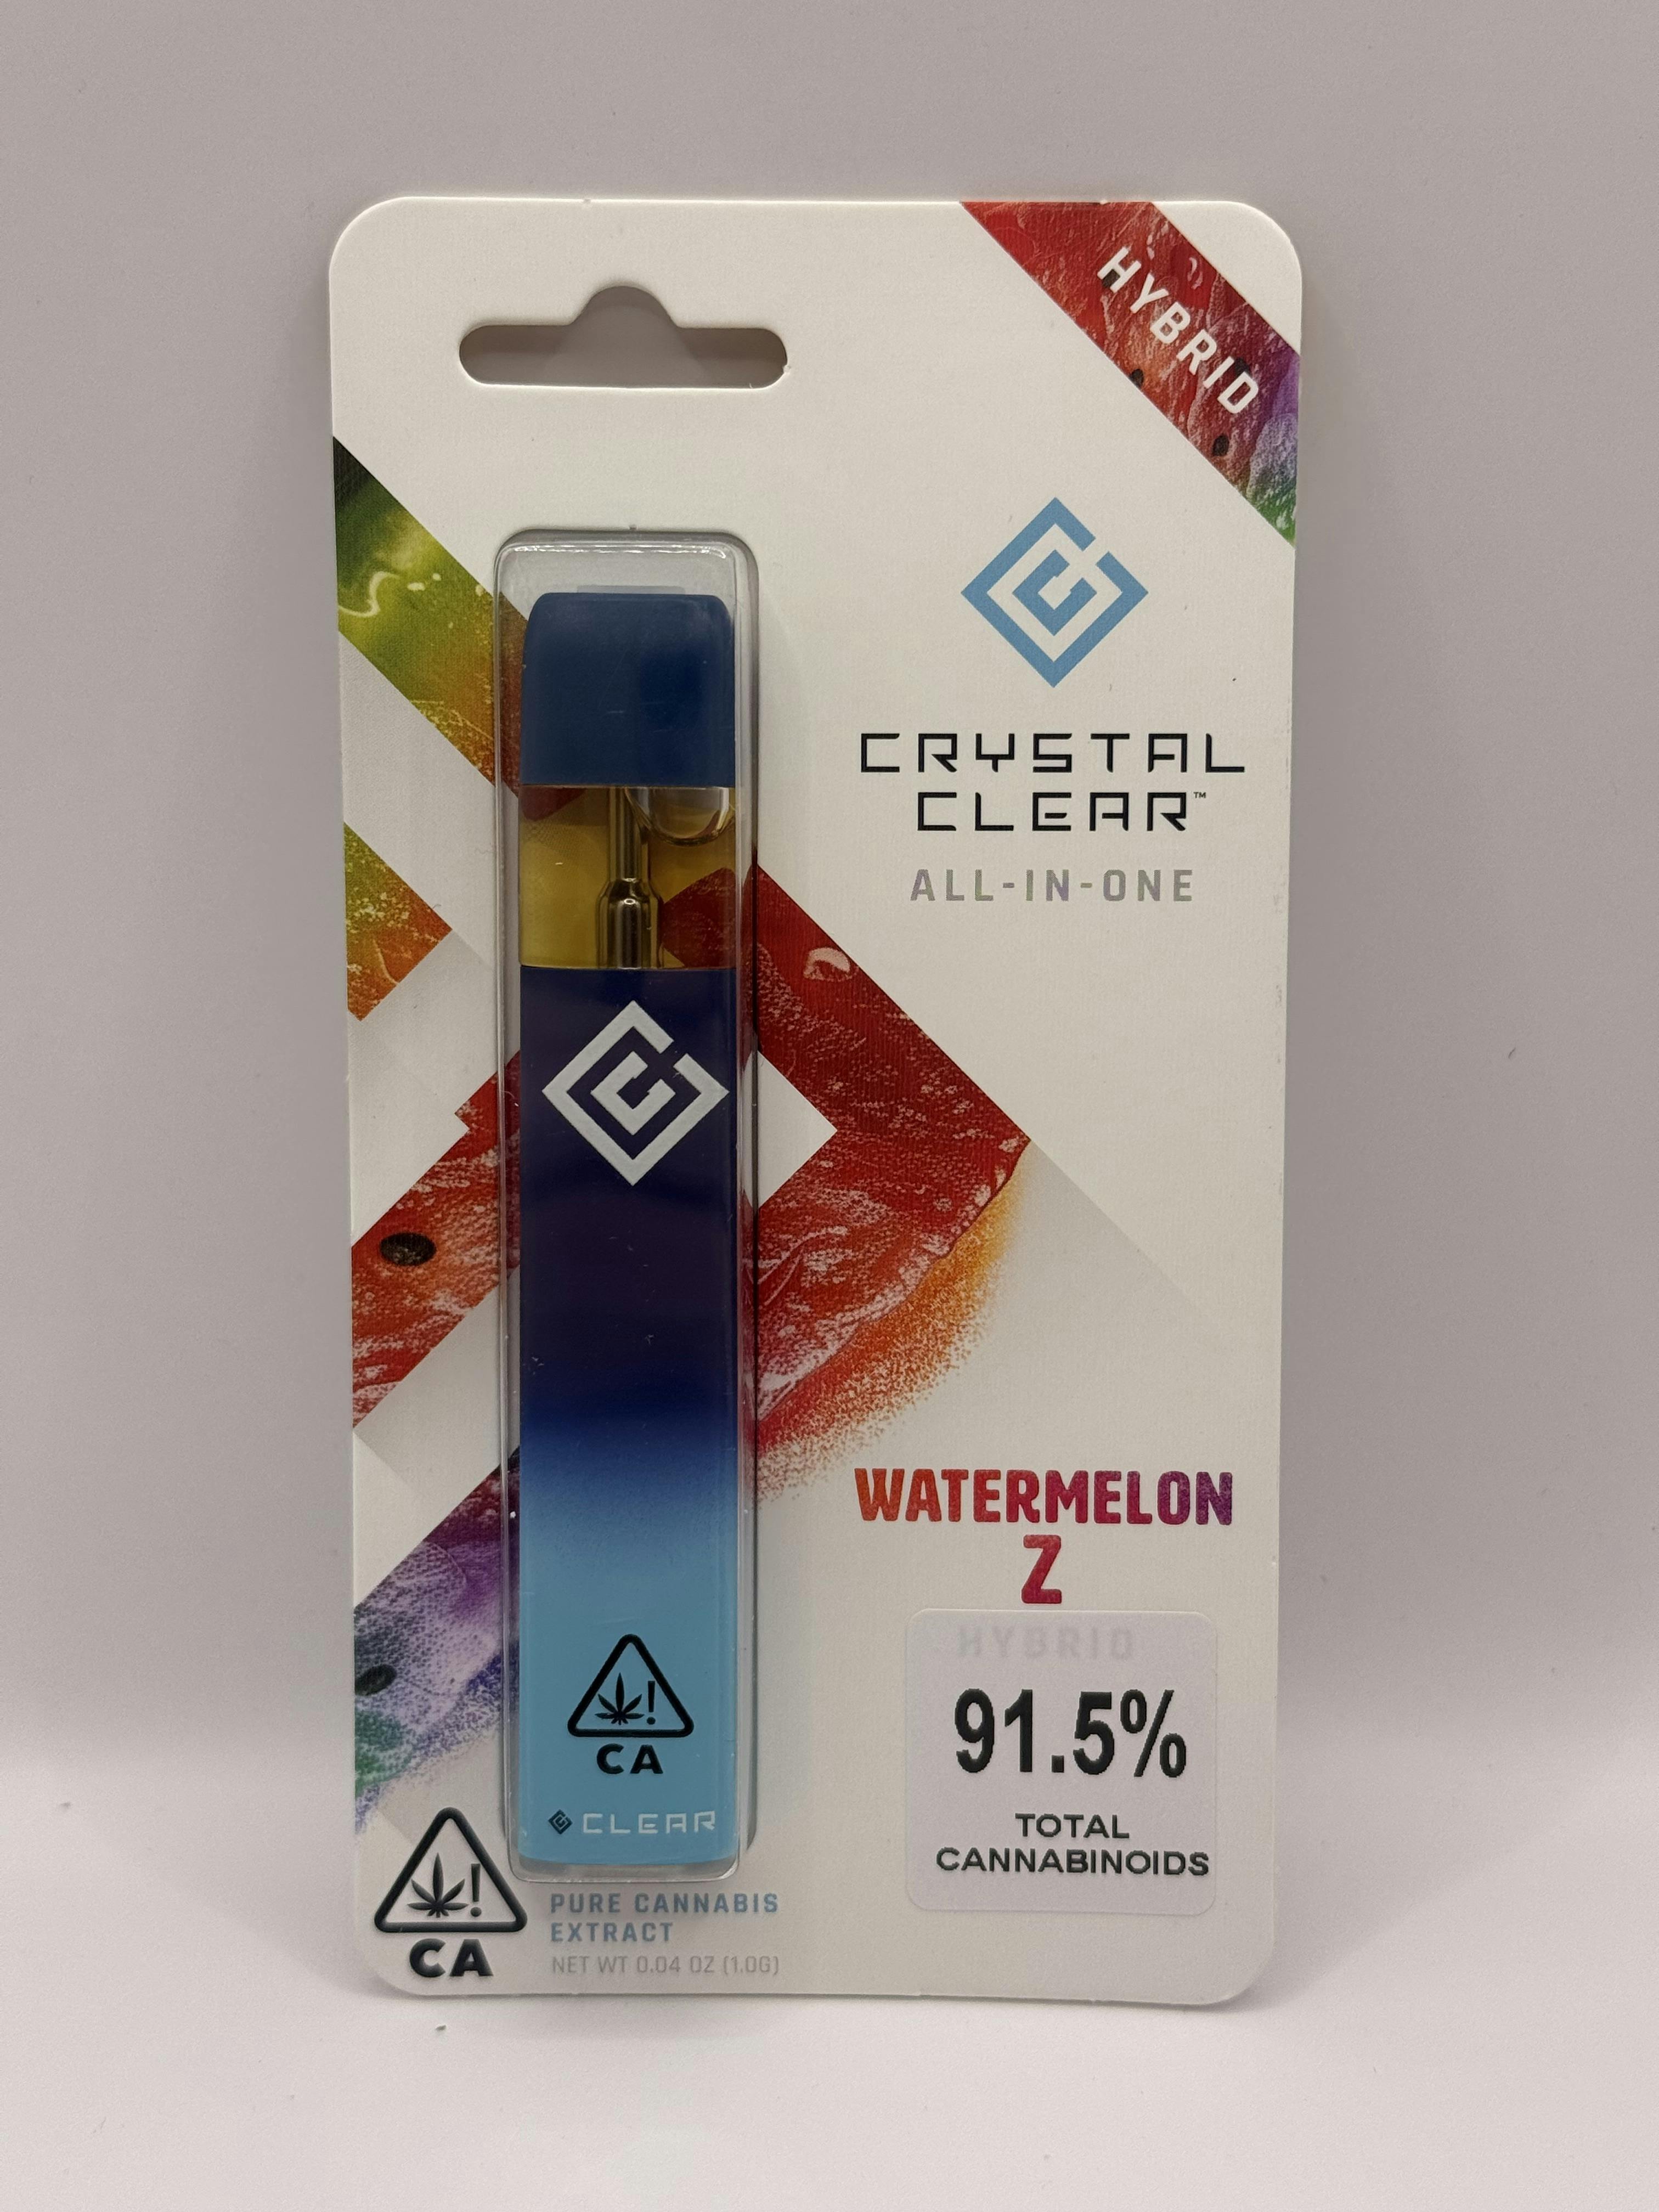 HYBRID
CRYSTAL
CLEAR™
ALL-IN-ONE
WATERMELON
Z
HYBRID
91.5%
TOTAL
CANNABINOIDS
!
CA
CLEAR
!
CA
PURE CANNABIS
EXTRACT
NET WT 0.04 OZ (1.0G)